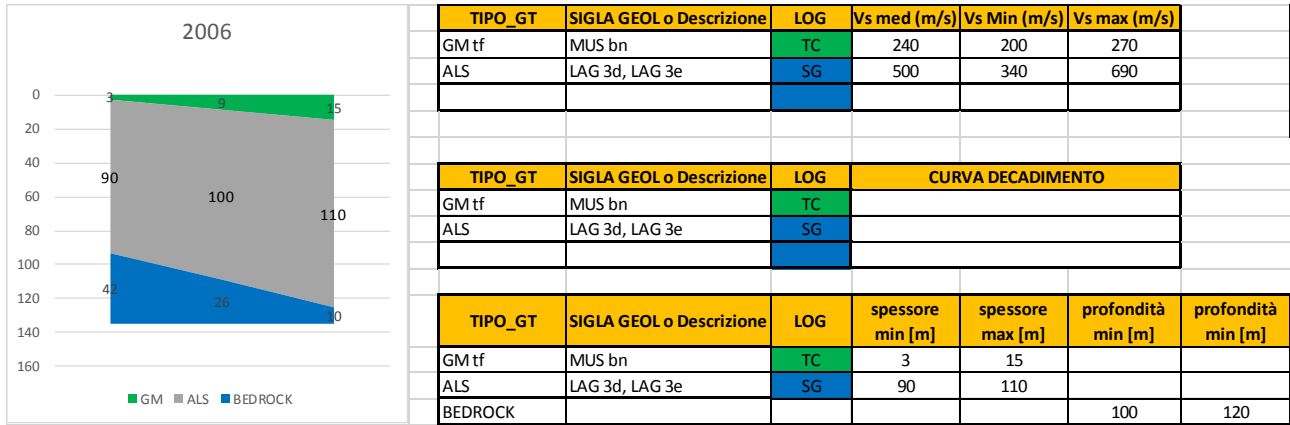 2006
0
20
40
60
80
100
120
140
160
3
9
15
90
100
110
42
26
10
GM ALS BEDROCK
TIPO_GT SIGLA GEOL o Descrizione LOG Vs med (m/s) Vs Min (m/s) Vs max (m/s)
GM tf MUS bn TC 240 200 270
ALS LAG 3d, LAG 3e SG 500 340 690
TIPO_GT SIGLA GEOL o Descrizione LOG CURVA DECADIMENTO
GM tf MUS bn TC
ALS LAG 3d, LAG 3e SG
TIPO_GT SIGLA GEOL o Descrizione LOG spessore min [m] spessore max [m] profondità min [m] profondità min [m]
GM tf MUS bn TC 3 15
ALS LAG 3d, LAG 3e SG 90 110
BEDROCK 100 120